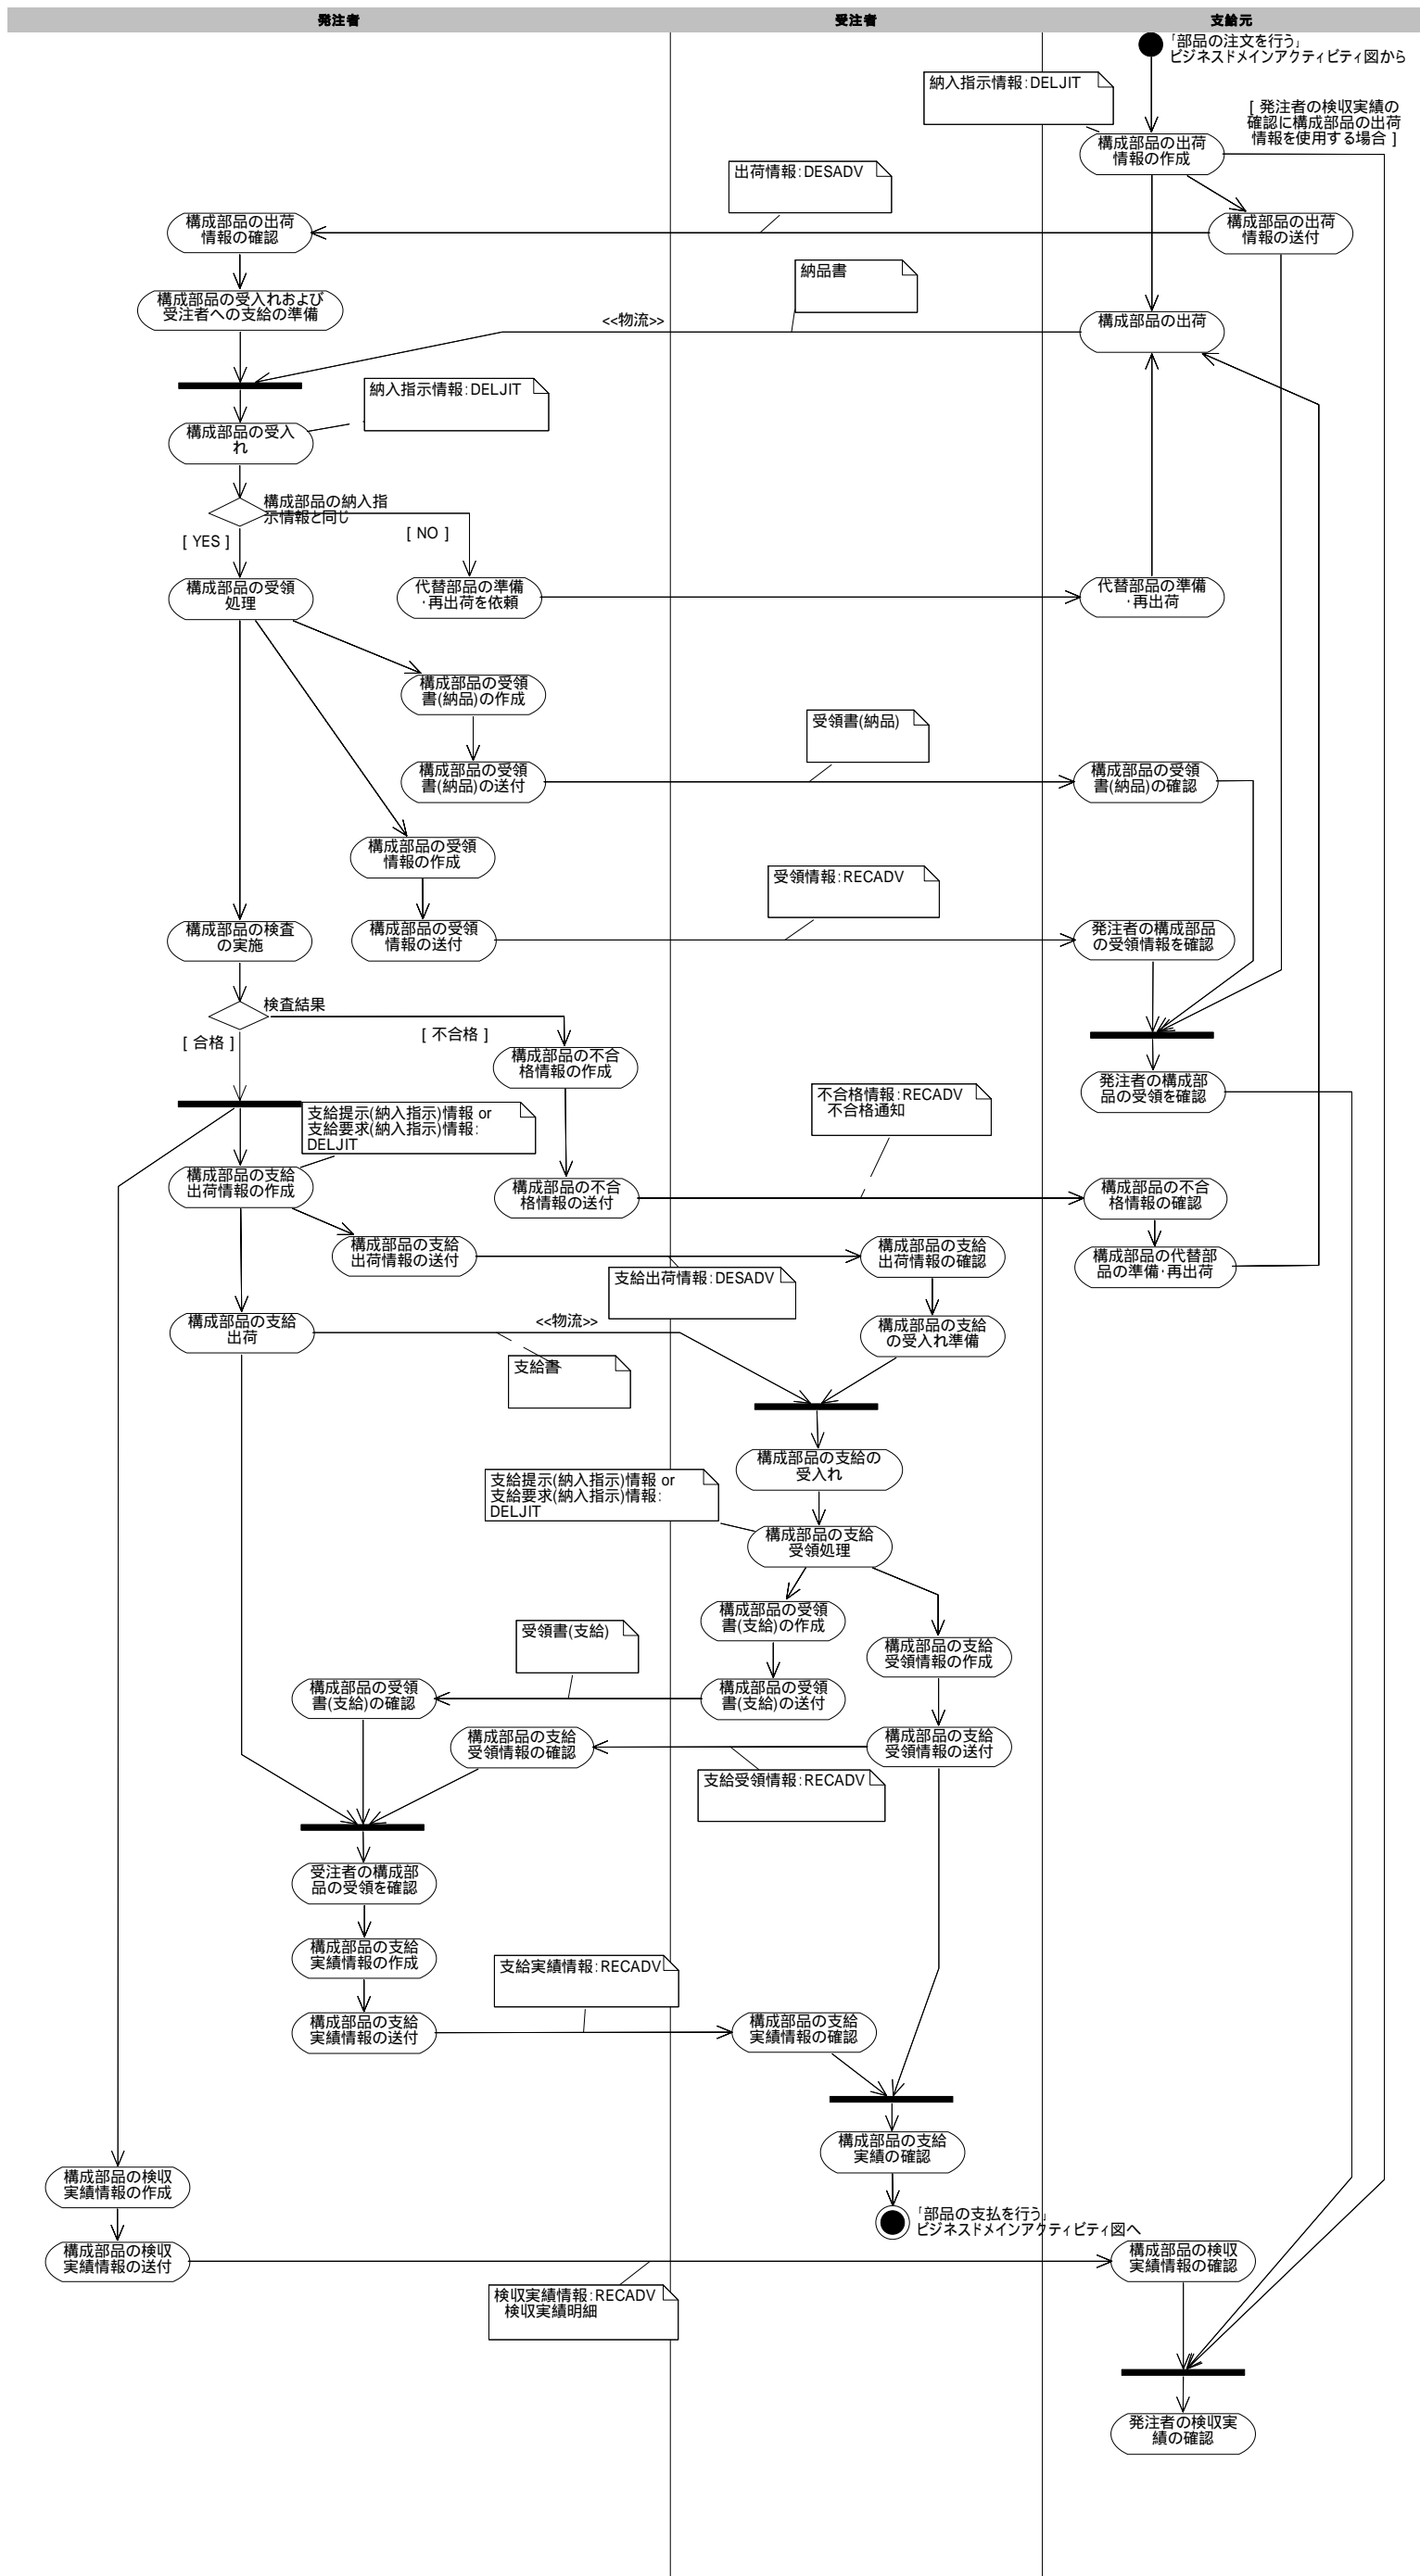 発注者
受注者
支給元
「部品の注文を行う」
ビジネスドメインアクティビティ図から
納入指示情報:DELJIT
[ 発注者の検収実績の
確認に構成部品の出荷
情報を使用する場合 ]
構成部品の出荷
情報の作成
出荷情報:DESADV
構成部品の出荷
情報の確認
構成部品の出荷
情報の送付
納品書
構成部品の受入れおよび
受注者への支給の準備
<<物流>>
構成部品の出荷
納入指示情報:DELJIT
構成部品の受入
れ
構成部品の納入指
示情報と同じ
[ YES ]
[ NO ]
構成部品の受領
処理
代替部品の準備
・再出荷を依頼
代替部品の準備
・再出荷
構成部品の受領
書(納品)の作成
受領書(納品)
構成部品の受領
書(納品)の送付
構成部品の受領
書(納品)の確認
構成部品の受領
情報の作成
受領情報:RECADV
構成部品の検査
の実施
構成部品の受領
情報の送付
発注者の構成部品
の受領情報を確認
検査結果
[ 合格 ]
[ 不合格 ]
構成部品の不合
格情報の作成
発注者の構成部
品の受領を確認
不合格情報:RECADV
不合格通知
支給提示(納入指示)情報 or
支給要求(納入指示)情報:
DELJIT
構成部品の支給
出荷情報の作成
構成部品の不合
格情報の送付
構成部品の不合
格情報の確認
構成部品の支給
出荷情報の送付
構成部品の支給
出荷情報の確認
構成部品の代替部
品の準備・再出荷
支給出荷情報:DESADV
構成部品の支給
出荷
<<物流>>
構成部品の支給
の受入れ準備
支給書
構成部品の支給の
受入れ
支給提示(納入指示)情報 or
支給要求(納入指示)情報:
DELJIT
構成部品の支給
受領処理
構成部品の受領
書(支給)の作成
受領書(支給)
構成部品の支給
受領情報の作成
構成部品の受領
書(支給)の確認
構成部品の受領
書(支給)の送付
構成部品の支給
受領情報の確認
構成部品の支給
受領情報の送付
支給受領情報:RECADV
受注者の構成部
品の受領を確認
構成部品の支給
実績情報の作成
支給実績情報:RECADV
構成部品の支給
実績情報の送付
構成部品の支給
実績情報の確認
構成部品の支給
実績の確認
構成部品の検収
実績情報の作成
「部品の支払を行う」
ビジネスドメインアクティビティ図へ
構成部品の検収
実績情報の送付
構成部品の検収
実績情報の確認
検収実績情報:RECADV
検収実績明細
発注者の検収実
績の確認